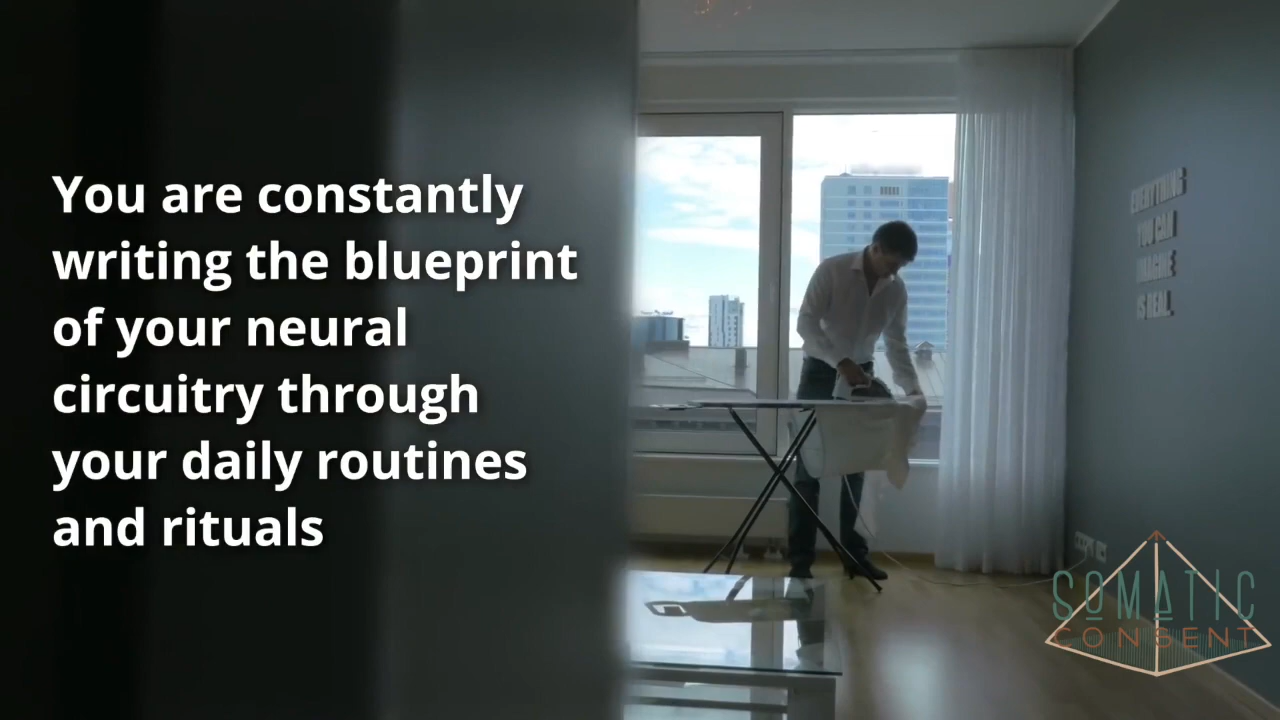 You are constantly
writing the blueprint
of your neural
circuitry through
your daily routines
and rituals
EVERYTHING
YOU CAN
IMAGINE
IS REAL.
SOMATIC
CONSENT